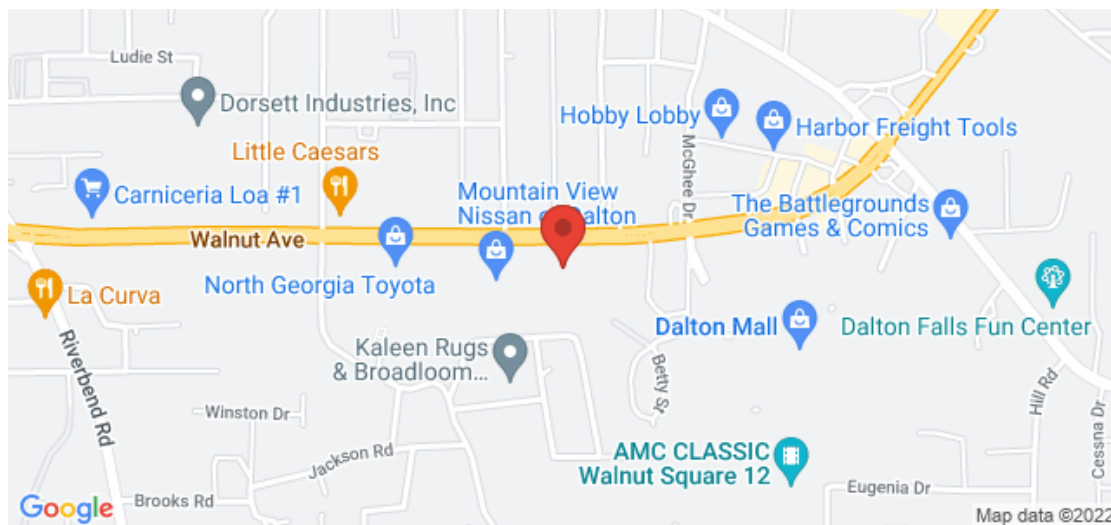 Ludie St
Dorsett Industries, Inc
Hobby Lobby
Harbor Freight Tools
McGhee Dr
Little Caesars
Carniceria Loa #1
Mountain View
Nissan of Dalton
The Battlegrounds
Games & Comics
Walnut Ave
North Georgia Toyota
La Curva
Dalton Mall
Dalton Falls Fun Center
Kaleen Rugs
& Broadloom...
Riverbend Rd
Betty St
Hill Rd
Cessna Dr
Winston Dr
Jackson Rd
AMC CLASSIC
Walnut Square 12
Eugenia Dr
Brooks Rd
Google
Map data ©2022